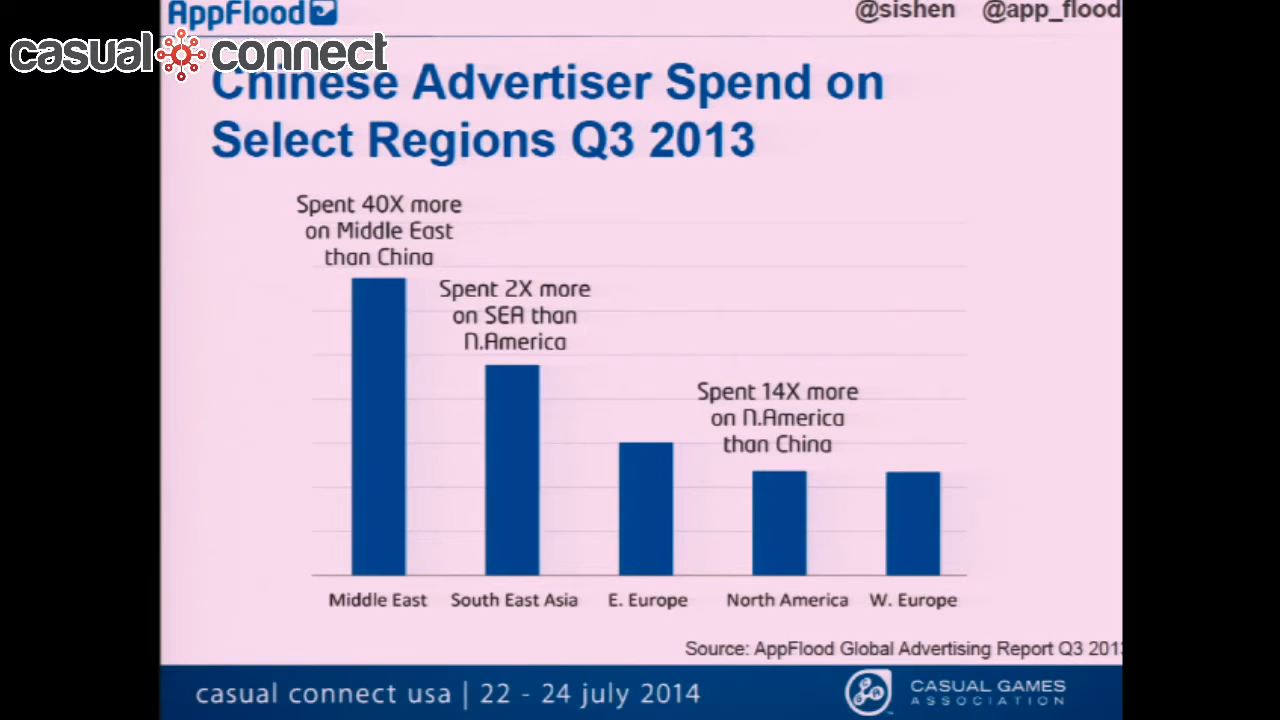 AppFlood
@sishen @app_flood
casual connect
Chinese Advertiser Spend on
Select Regions Q3 2013
Spent 40X more
on Middle East
than China
Spent 2X more
on SEA than
N.America
Spent 14X more
on N.America
than China
Middle East South East Asia E. Europe North America W. Europe
Source: AppFlood Global Advertising Report Q3 2013
casual connect usa | 22 - 24 july 2014
CASUAL GAMES
ASSOCIATION